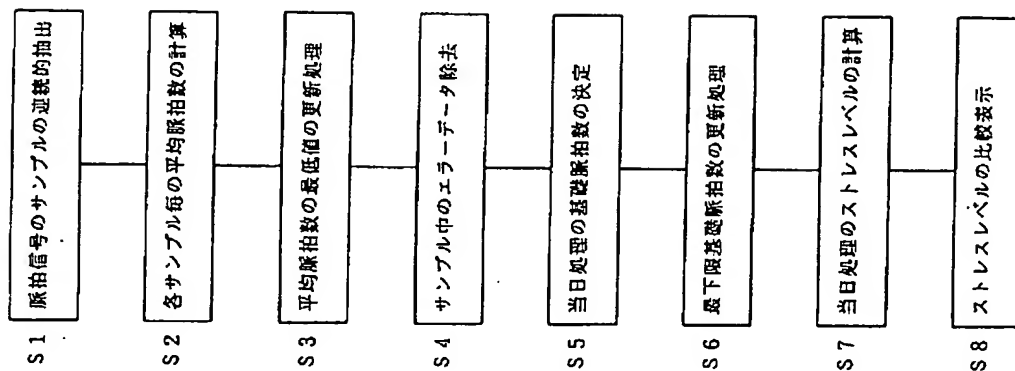 S1 脈拍信号のサンプルの連続的抽出
S2 各サンプル毎の平均脈拍数の計算
S3 平均脈拍数の最低値の更新処理
S4 サンプル中のエラーデータ除去
S5 当日処理の基礎脈拍数の決定
S6 最下限基礎脈拍数の更新処理
S7 当日処理のストレスレベルの計算
S8 ストレスレベルの比較表示